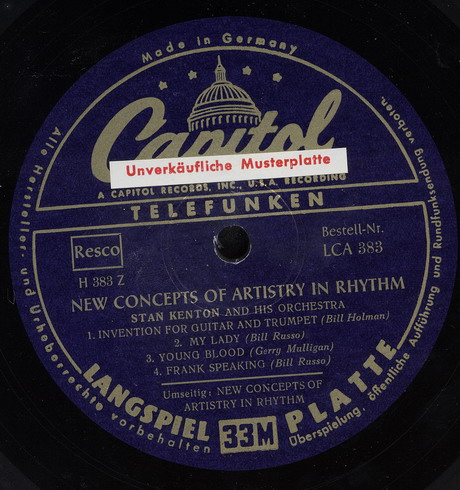 Made in Germany
Capitol
Unverkäufliche Musterplatte
A CAPITOL RECORDS, INC., U.S.A. RECORDING
TELEFUNKEN
Resco
H 383 Z
Bestell-Nr.
LCA 383
NEW CONCEPTS OF ARTISTRY IN RHYTHM
STAN KENTON AND HIS ORCHESTRA
1. INVENTION FOR GUITAR AND TRUMPET (Bill Holman)
2. MY LADY (Bill Russo)
3. YOUNG BLOOD (Gerry Mulligan)
4. FRANK SPEAKING (Bill Russo)
Umseitig: NEW CONCEPTS OF
ARTISTRY IN RHYTHM
LANGSPIEL 33M PLATTE
Alle Hersteller- und Urheberrechte vorbehalten
Überspielung, öffentliche Aufführung und Rundfunksendung verboten.